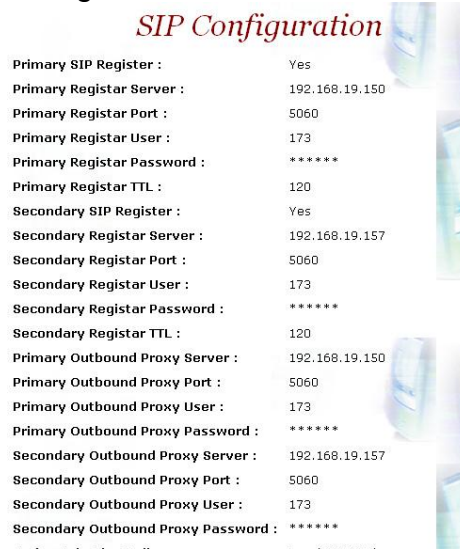 SIP Configuration
Primary SIP Register : Yes
Primary Registar Server : 192.168.19.150
Primary Registar Port : 5060
Primary Registar User : 173
Primary Registar Password : ******
Primary Registar TTL : 120
Secondary SIP Register : Yes
Secondary Registar Server : 192.168.19.157
Secondary Registar Port : 5060
Secondary Registar User : 173
Secondary Registar Password : ******
Secondary Registar TTL : 120
Primary Outbound Proxy Server : 192.168.19.150
Primary Outbound Proxy Port : 5060
Primary Outbound Proxy User : 173
Primary Outbound Proxy Password : ******
Secondary Outbound Proxy Server : 192.168.19.157
Secondary Outbound Proxy Port : 5060
Secondary Outbound Proxy User : 173
Secondary Outbound Proxy Password : ******